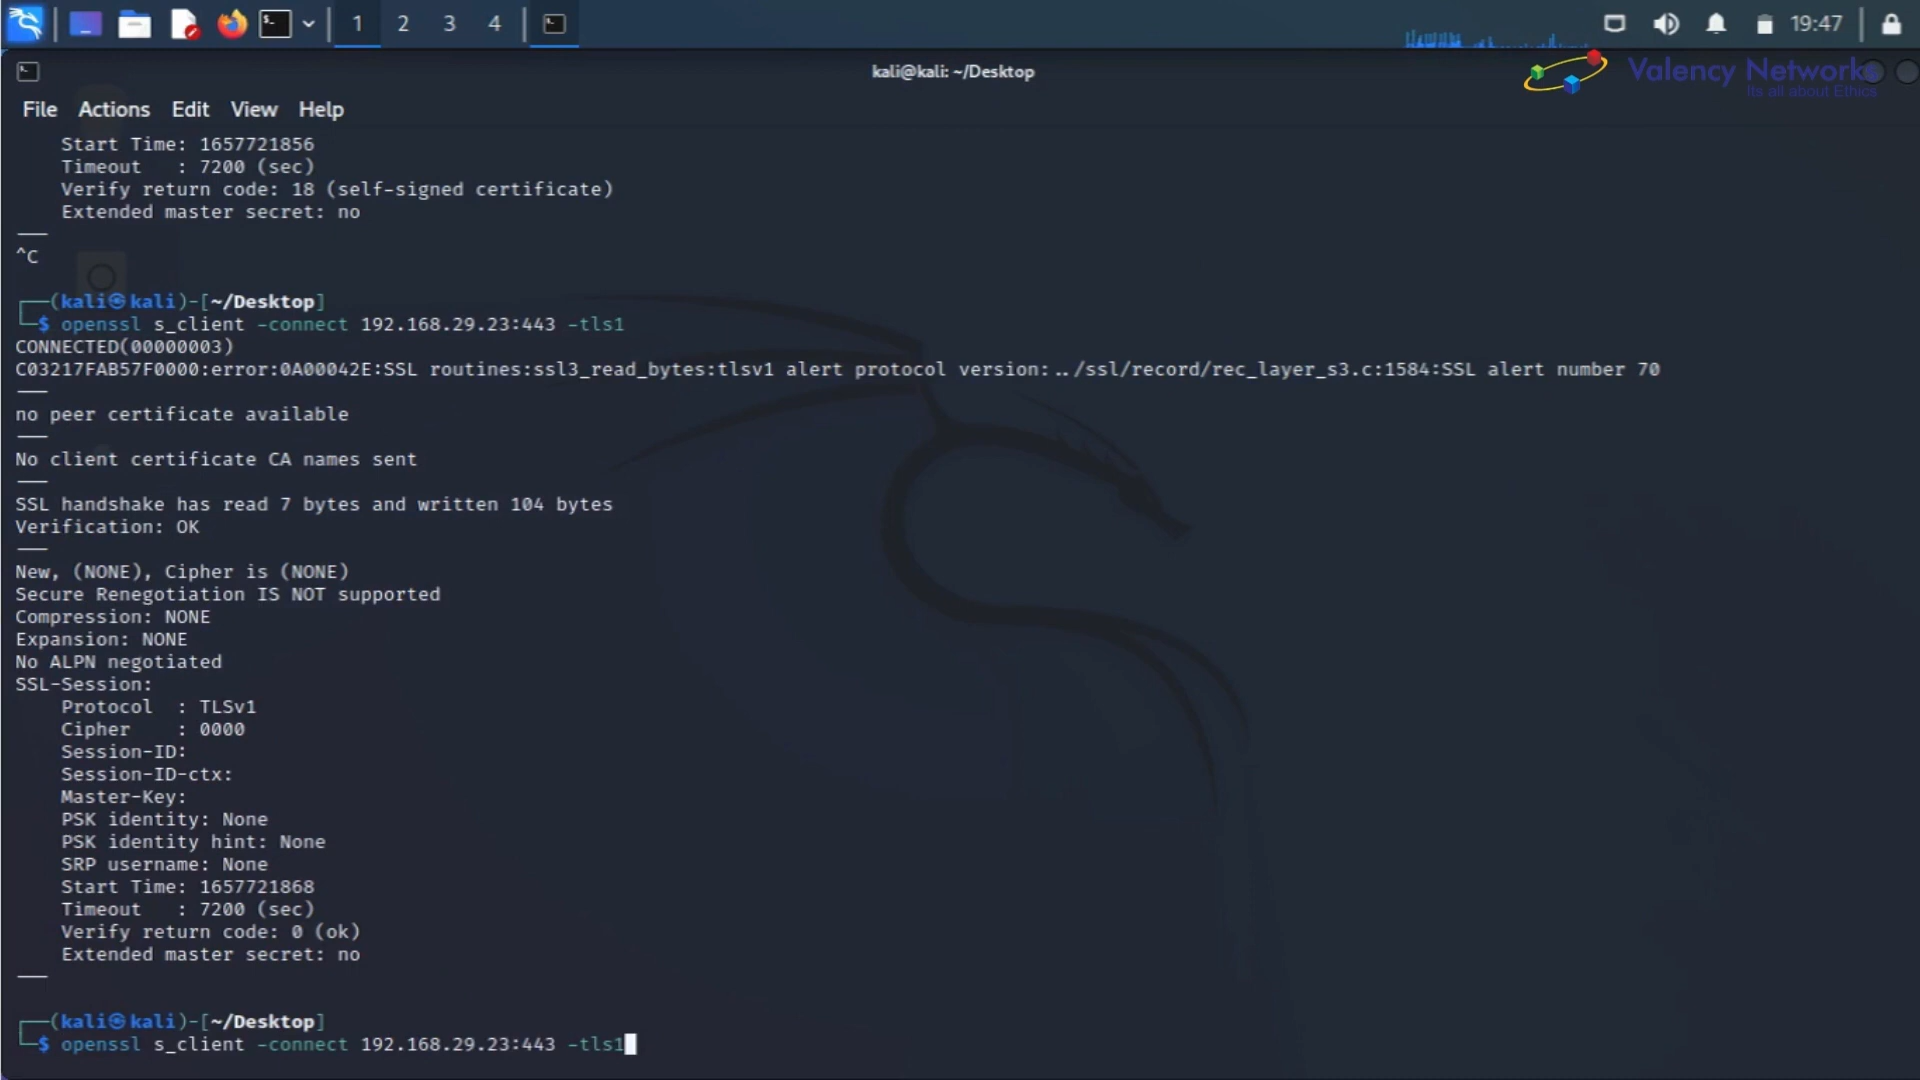 1 2 3 4
19:47
kali@kali: ~/Desktop
Valency Networks
Its all about Ethics
File Actions Edit View Help
Start Time: 1657721856
Timeout   : 7200 (sec)
Verify return code: 18 (self-signed certificate)
Extended master secret: no
---
^C
┌──(kali㉿kali)-[~/Desktop]
└─$ openssl s_client -connect 192.168.29.23:443 -tls1
CONNECTED(00000003)
C03217FAB57F0000:error:0A00042E:SSL routines:ssl3_read_bytes:tlsv1 alert protocol version:../ssl/record/rec_layer_s3.c:1584:SSL alert number 70
---
no peer certificate available
---
No client certificate CA names sent
---
SSL handshake has read 7 bytes and written 104 bytes
Verification: OK
---
New, (NONE), Cipher is (NONE)
Secure Renegotiation IS NOT supported
Compression: NONE
Expansion: NONE
No ALPN negotiated
SSL-Session:
Protocol  : TLSv1
Cipher    : 0000
Session-ID:
Session-ID-ctx:
Master-Key:
PSK identity: None
PSK identity hint: None
SRP username: None
Start Time: 1657721868
Timeout   : 7200 (sec)
Verify return code: 0 (ok)
Extended master secret: no
---
┌──(kali㉿kali)-[~/Desktop]
└─$ openssl s_client -connect 192.168.29.23:443 -tls1